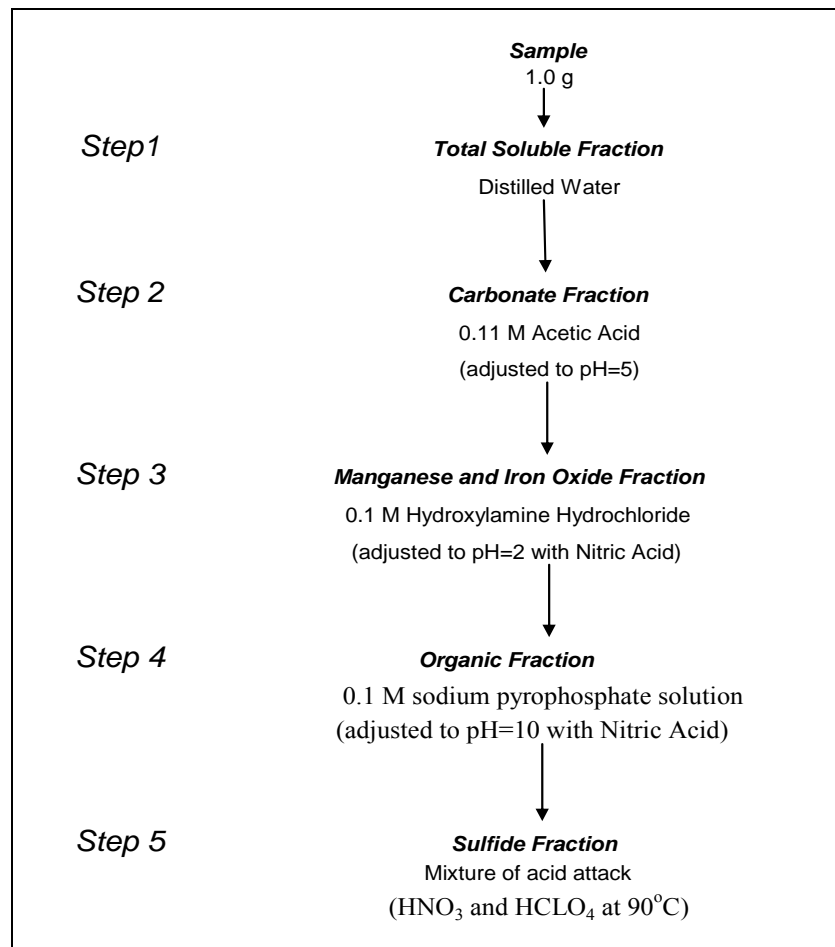 Sample
1.0 g
Step1
Total Soluble Fraction
Distilled Water
Step 2
Carbonate Fraction
0.11 M Acetic Acid
(adjusted to pH=5)
Step 3
Manganese and Iron Oxide Fraction
0.1 M Hydroxylamine Hydrochloride
(adjusted to pH=2 with Nitric Acid)
Step 4
Organic Fraction
0.1 M sodium pyrophosphate solution
(adjusted to pH=10 with Nitric Acid)
Step 5
Sulfide Fraction
Mixture of acid attack
(HNO₃ and HCLO₄ at 90°C)